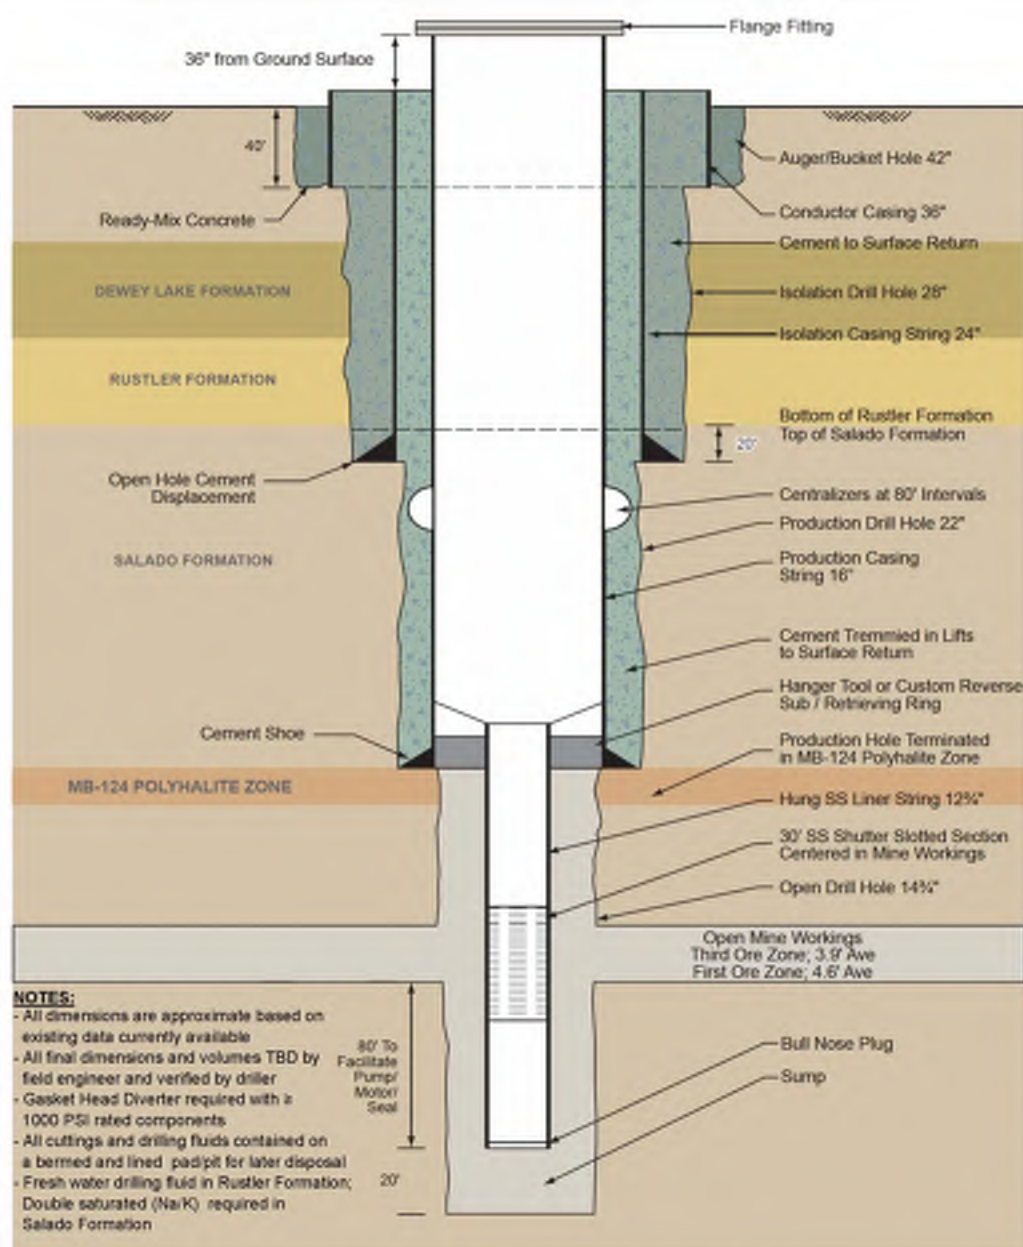 Flange Fitting
36" from Ground Surface
40'
Auger/Bucket Hole 42"
Ready-Mix Concrete
Conductor Casing 36"
Cement to Surface Return
DEWEY LAKE FORMATION
Isolation Drill Hole 28"
Isolation Casing String 24"
RUSTLER FORMATION
Bottom of Rustler Formation
Top of Salado Formation
20'
Open Hole Cement
Displacement
Centralizers at 80' Intervals
Production Drill Hole 22"
SALADO FORMATION
Production Casing
String 16"
Cement Tremmied in Lifts
to Surface Return
Hanger Tool or Custom Reverse
Sub / Retrieving Ring
Cement Shoe
Production Hole Terminated
in MB-124 Polyhalite Zone
MB-124 POLYHALITE ZONE
Hung SS Liner String 12¾"
30' SS Shutter Slotted Section
Centered in Mine Workings
Open Drill Hole 14¾"
Open Mine Workings
Third Ore Zone; 3.9' Ave
First Ore Zone; 4.6' Ave
NOTES:
- All dimensions are approximate based on
existing data currently available
- All final dimensions and volumes TBD by
field engineer and verified by driller
- Gasket Head Diverter required with ≥
1000 PSI rated components
- All cuttings and drilling fluids contained on
a bermed and lined pad/pit for later disposal
- Fresh water drilling fluid in Rustler Formation;
Double saturated (Na/K) required in
Salado Formation
80' To
Facilitate
Pump/
Motor/
Seal
20'
Bull Nose Plug
Sump